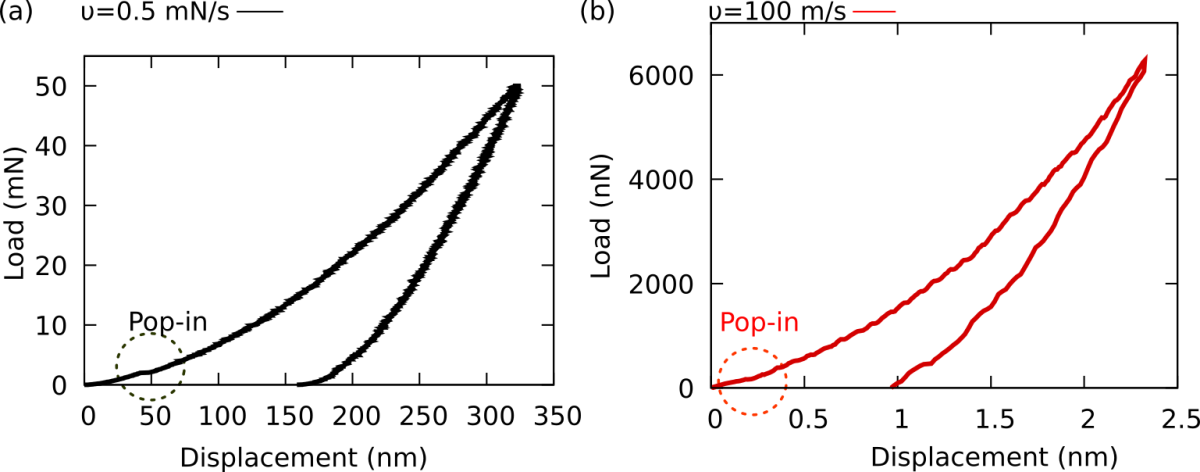 (a)
υ=0.5 mN/s
Load (mN)
50
40
30
20
10
0
Pop-in
0 50 100 150 200 250 300 350
Displacement (nm)
(b)
υ=100 m/s
Load (nN)
6000
4000
2000
0
Pop-in
0 0.5 1 1.5 2 2.5
Displacement (nm)